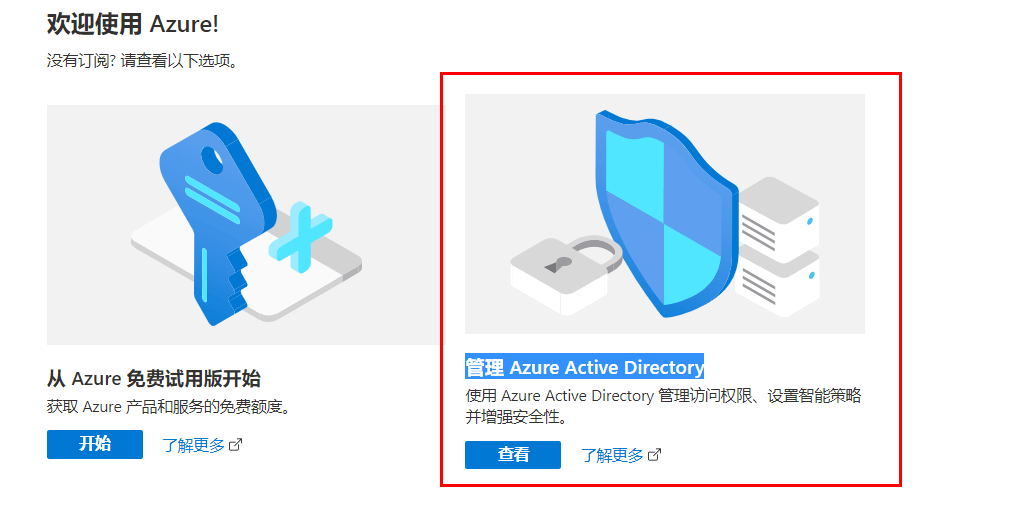 欢迎使用 Azure!
没有订阅? 请查看以下选项。
从 Azure 免费试用版开始
获取 Azure 产品和服务的免费额度。
开始
了解更多
管理 Azure Active Directory
使用 Azure Active Directory 管理访问权限、设置智能策略
并增强安全性。
查看
了解更多